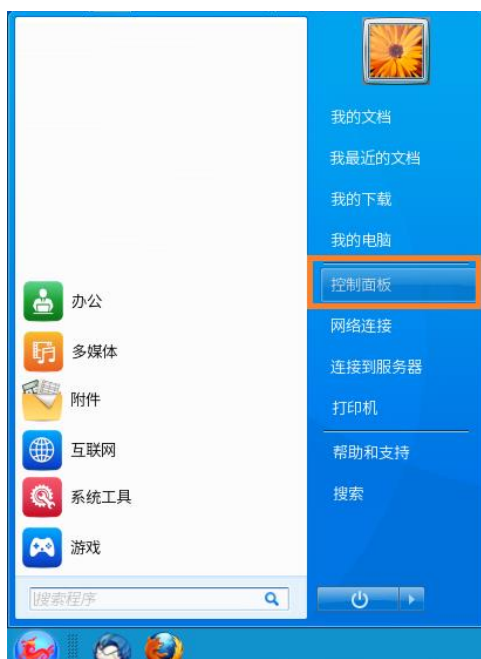 我的文档
我最近的文档
我的下载
我的电脑
控制面板
网络连接
连接到服务器
打印机
帮助和支持
搜索
办公
多媒体
附件
互联网
系统工具
游戏
搜索程序